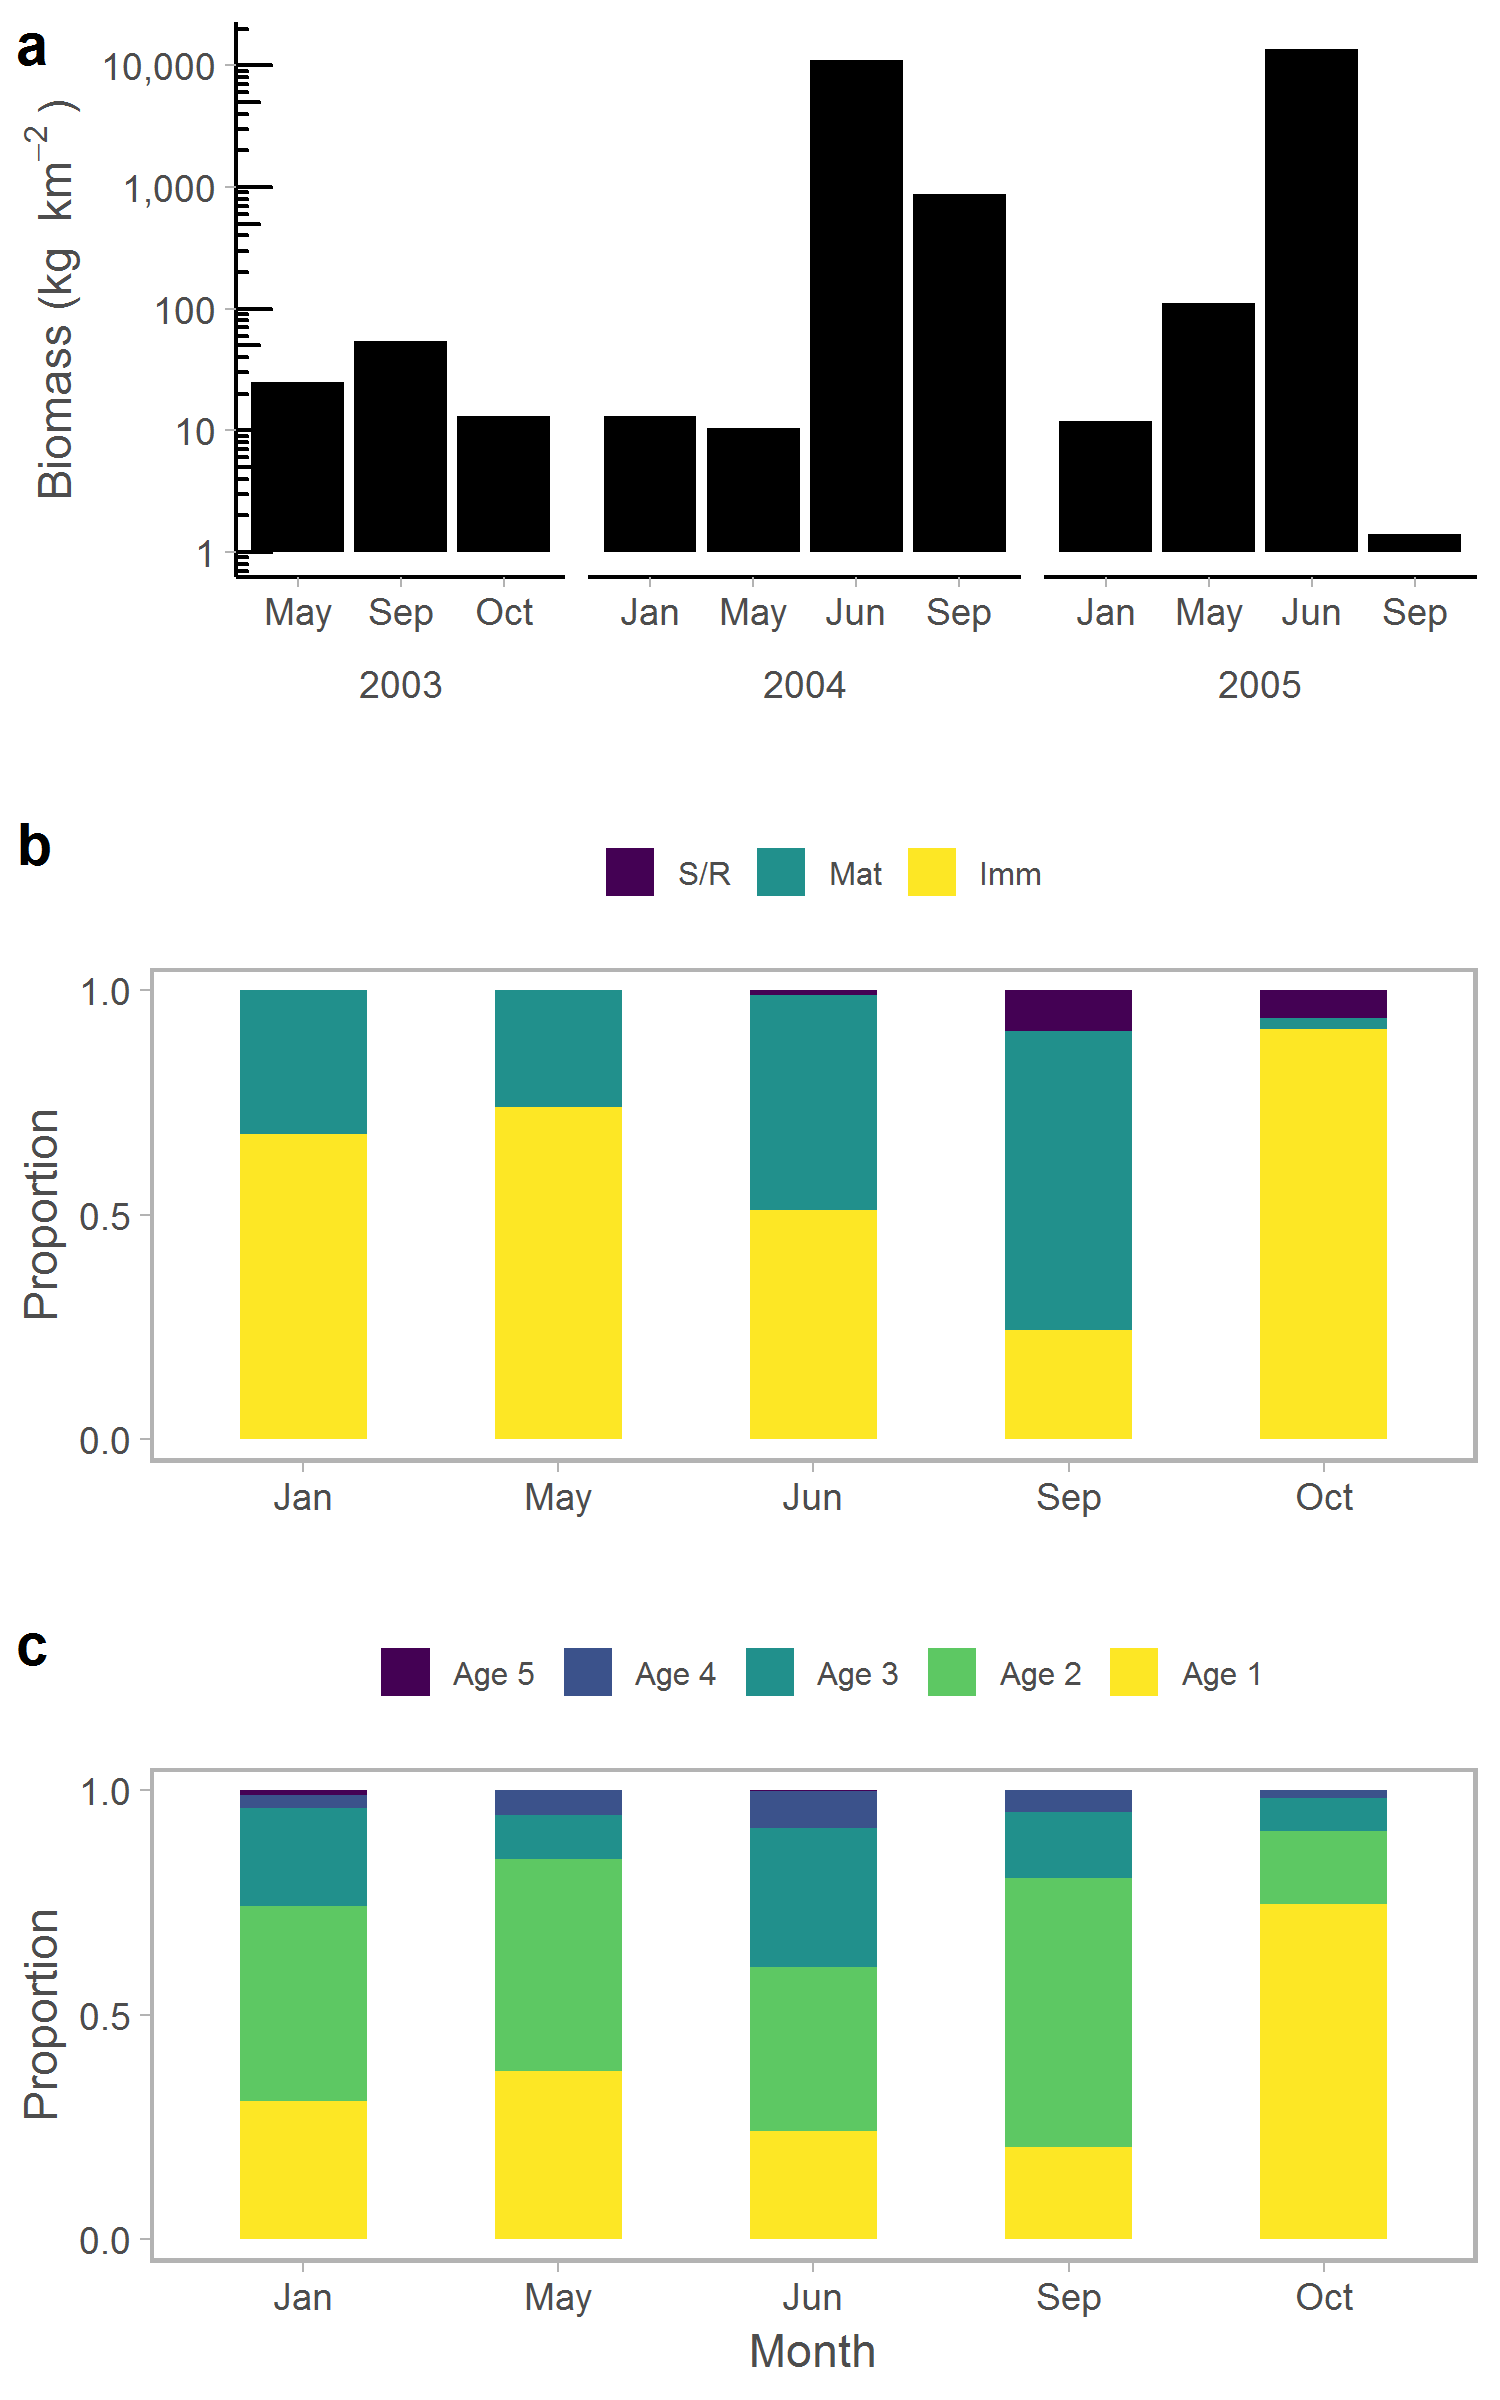 a
Biomass (kg km⁻²)
10,000
1,000
100
10
1
May Sep Oct Jan May Jun Sep Jan May Jun Sep
2003 2004 2005
b
S/R Mat Imm
Proportion
1.0
0.5
0.0
Jan May Jun Sep Oct
c
Age 5 Age 4 Age 3 Age 2 Age 1
Proportion
1.0
0.5
0.0
Jan May Jun Sep Oct
Month